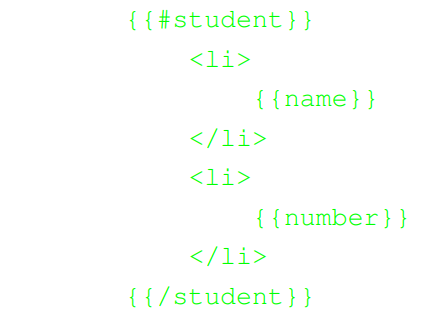 {{#student}}
<li>
{{name}}
</li>
<li>
{{number}}
</li>
{{/student}}